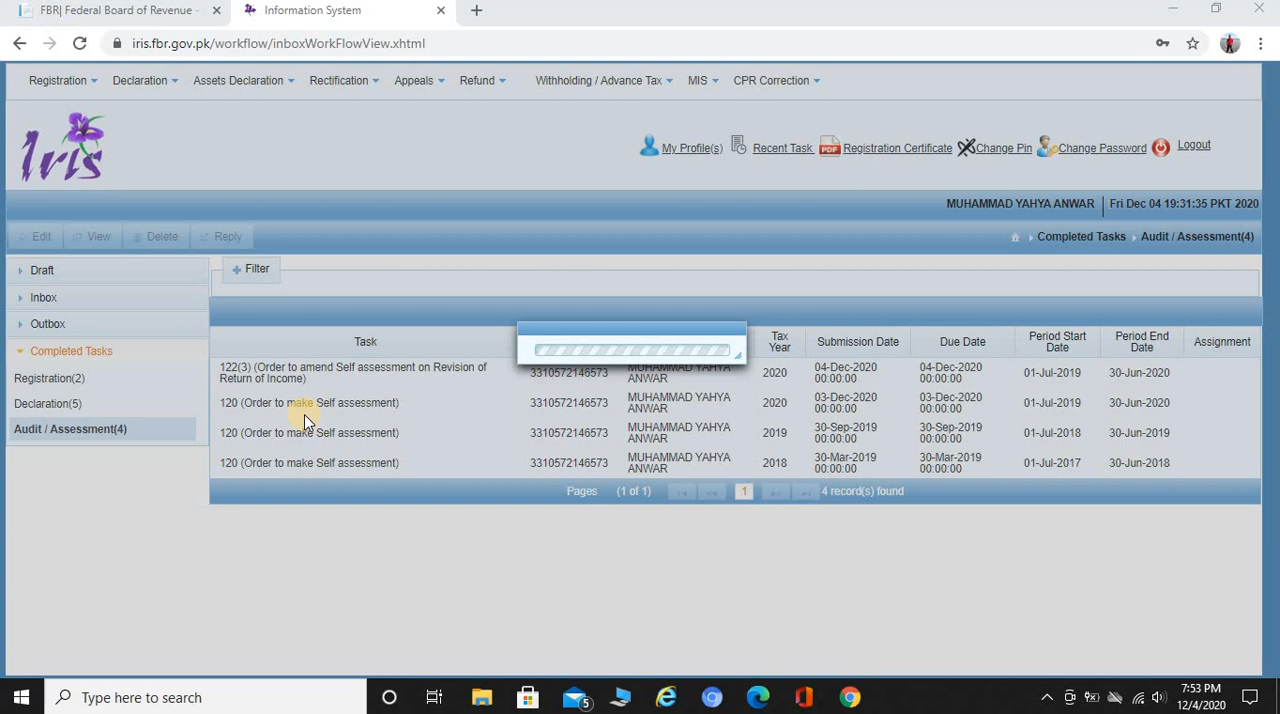 FBR| Federal Board of Revenue -
Information System
iris.fbr.gov.pk/workflow/inboxWorkFlowView.xhtml
Registration Declaration Assets Declaration Rectification Appeals Refund Withholding / Advance Tax MIS CPR Correction
Iris
My Profile(s) Recent Task PDF Registration Certificate Change Pin Change Password Logout
MUHAMMAD YAHYA ANWAR Fri Dec 04 19:31:35 PKT 2020
Edit View Delete Reply
Completed Tasks Audit / Assessment(4)
Draft
Inbox
Outbox
Completed Tasks
Registration(2)
Declaration(5)
Audit / Assessment(4)
+ Filter
Task Tax Year Submission Date Due Date Period Start Date Period End Date Assignment
122(3) (Order to amend Self assessment on Revision of Return of Income) 3310572146573 MUHAMMAD YAHYA ANWAR 2020 04-Dec-2020 00:00:00 04-Dec-2020 00:00:00 01-Jul-2019 30-Jun-2020
120 (Order to make Self assessment) 3310572146573 MUHAMMAD YAHYA ANWAR 2020 03-Dec-2020 00:00:00 03-Dec-2020 00:00:00 01-Jul-2019 30-Jun-2020
120 (Order to make Self assessment) 3310572146573 MUHAMMAD YAHYA ANWAR 2019 30-Sep-2019 00:00:00 30-Sep-2019 00:00:00 01-Jul-2018 30-Jun-2019
120 (Order to make Self assessment) 3310572146573 MUHAMMAD YAHYA ANWAR 2018 30-Mar-2019 00:00:00 30-Mar-2019 00:00:00 01-Jul-2017 30-Jun-2018
Pages (1 of 1) 1 4 record(s) found
Type here to search
5
7:53 PM
12/4/2020